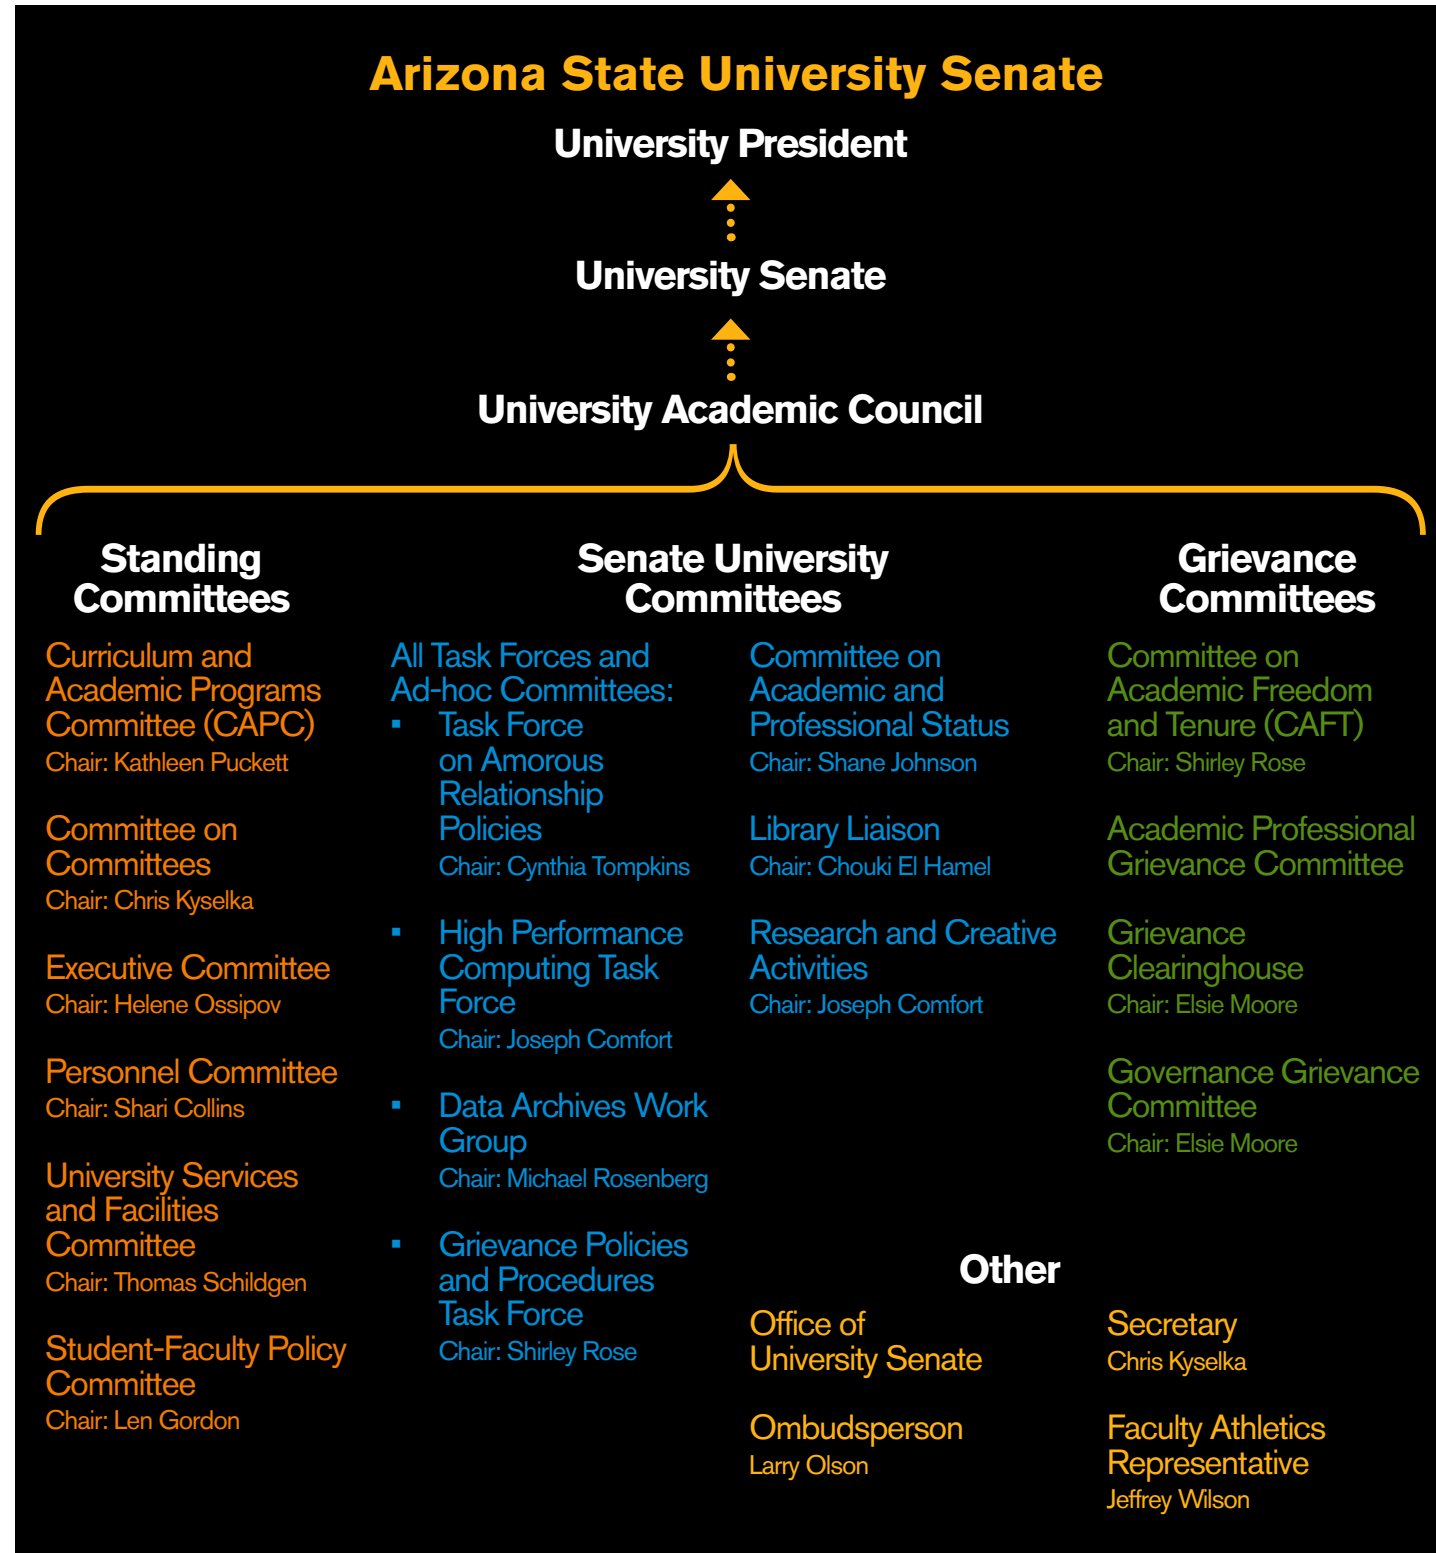 Arizona State University Senate
University President
University Senate
University Academic Council
Standing
Committees
Curriculum and
Academic Programs
Committee (CAPC)
Chair: Kathleen Puckett
Committee on
Committees
Chair: Chris Kyselka
Executive Committee
Chair: Helene Ossipov
Personnel Committee
Chair: Shari Collins
University Services
and Facilities
Committee
Chair: Thomas Schildgen
Student-Faculty Policy
Committee
Chair: Len Gordon
Senate University
Committees
All Task Forces and
Ad-hoc Committees:
▪ Task Force
on Amorous
Relationship
Policies
Chair: Cynthia Tompkins
▪ High Performance
Computing Task
Force
Chair: Joseph Comfort
▪ Data Archives Work
Group
Chair: Michael Rosenberg
▪ Grievance Policies
and Procedures
Task Force
Chair: Shirley Rose
Committee on
Academic and
Professional Status
Chair: Shane Johnson
Library Liaison
Chair: Chouki El Hamel
Research and Creative
Activities
Chair: Joseph Comfort
Grievance
Committees
Committee on
Academic Freedom
and Tenure (CAFT)
Chair: Shirley Rose
Academic Professional
Grievance Committee
Grievance
Clearinghouse
Chair: Elsie Moore
Governance Grievance
Committee
Chair: Elsie Moore
Other
Office of
University Senate
Ombudsperson
Larry Olson
Secretary
Chris Kyselka
Faculty Athletics
Representative
Jeffrey Wilson